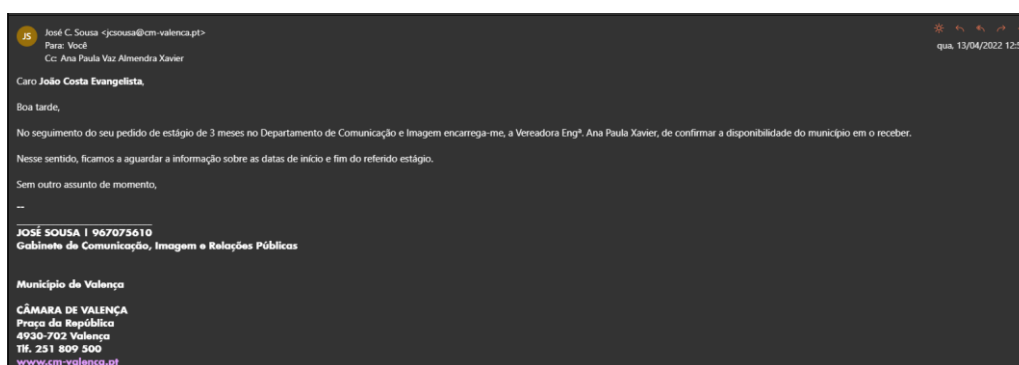 JS
José C. Sousa <jcsousa@cm-valenca.pt>
Para: Você
Cc: Ana Paula Vaz Almendra Xavier
qua, 13/04/2022 12:5
Caro João Costa Evangelista,
Boa tarde,
No seguimento do seu pedido de estágio de 3 meses no Departamento de Comunicação e Imagem encarrega-me, a Vereadora Engª. Ana Paula Xavier, de confirmar a disponibilidade do município em o receber.
Nesse sentido, ficamos a aguardar a informação sobre as datas de início e fim do referido estágio.
Sem outro assunto de momento,
--
JOSÉ SOUSA | 967075610
Gabinete de Comunicação, Imagem e Relações Públicas
Município de Valença
CÂMARA DE VALENÇA
Praça da República
4930-702 Valença
Tlf. 251 809 500
www.cm-valenca.pt